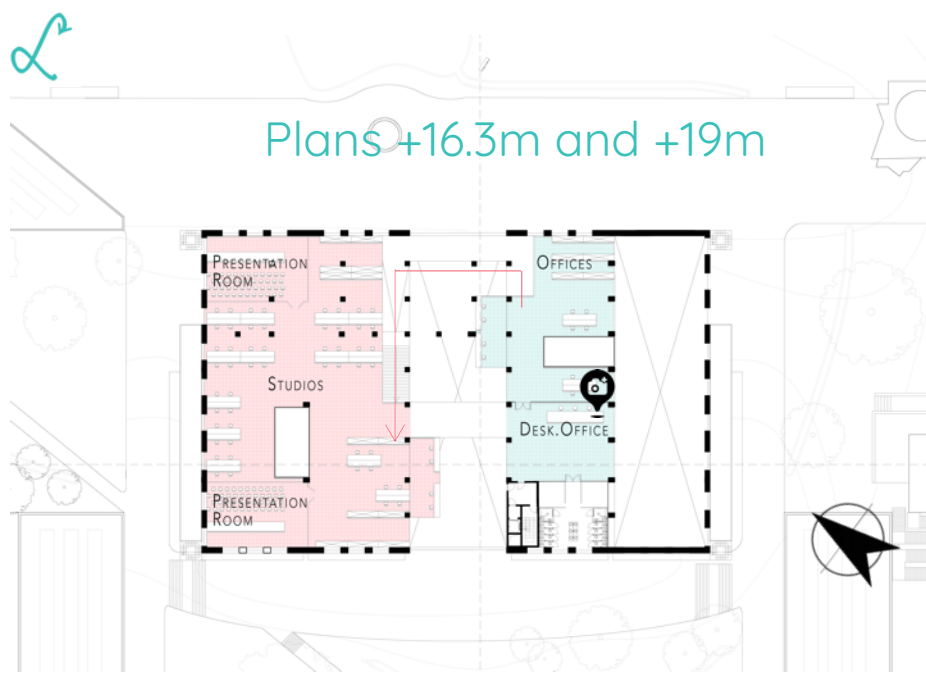 Plans +16.3m and +19m
PRESENTATION
ROOM
OFFICES
STUDIOS
DESK.OFFICE
PRESENTATION
ROOM